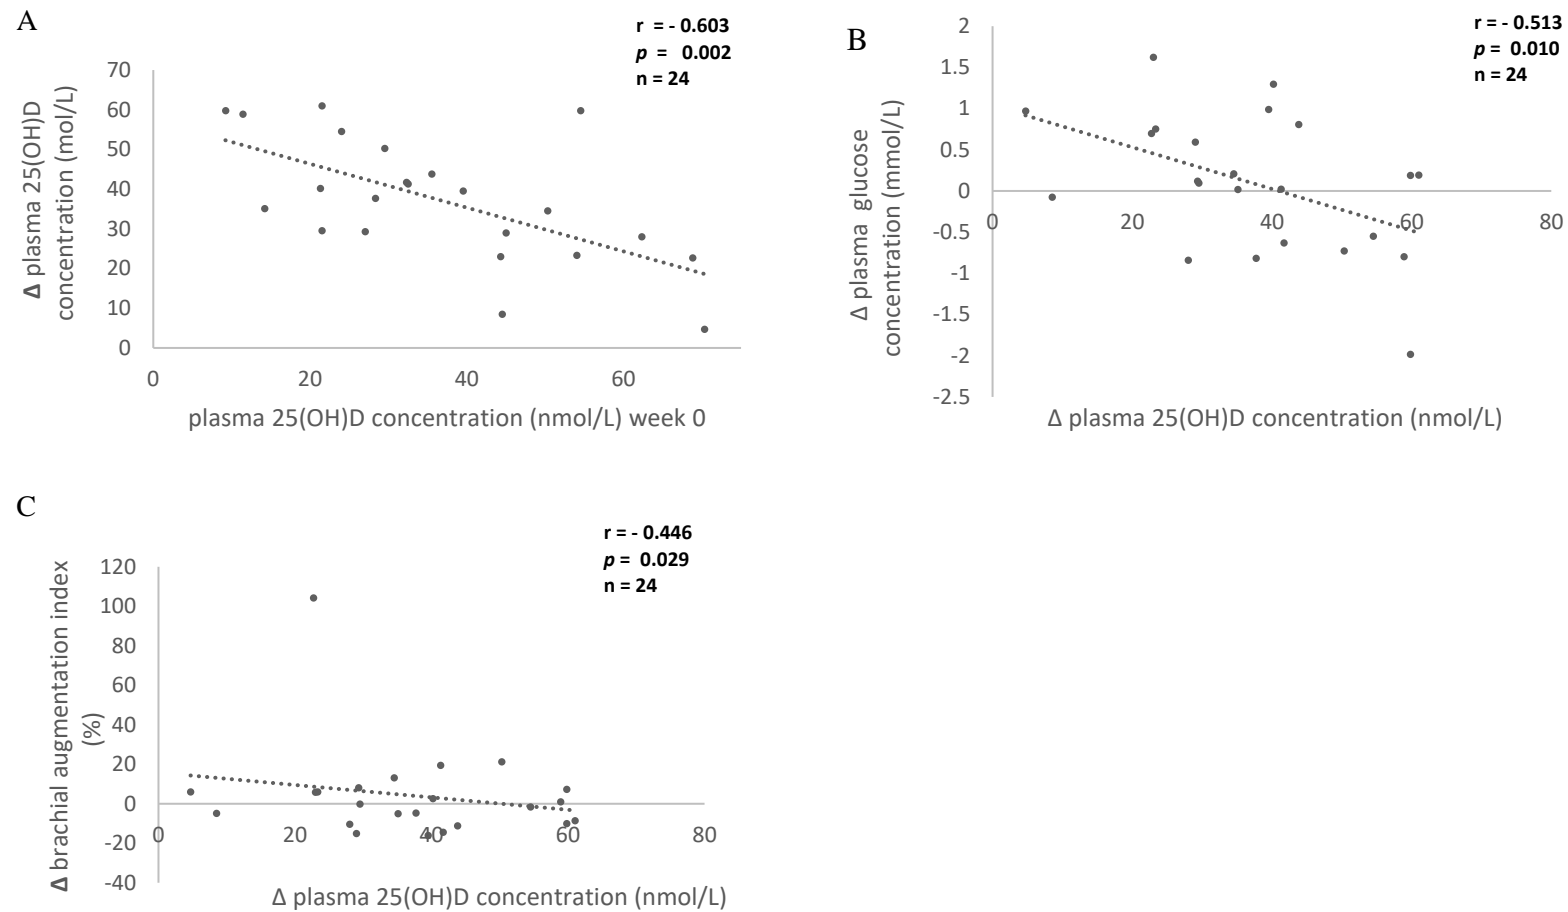 A
r = - 0.603
p = 0.002
n = 24
Δ plasma 25(OH)D
concentration (mol/L)
70
60
50
40
30
20
10
0
0 20 40 60
plasma 25(OH)D concentration (nmol/L) week 0
B
r = - 0.513
p = 0.010
n = 24
Δ plasma glucose
concentration (mmol/L)
2
1.5
1
0.5
0
-0.5
-1
-1.5
-2
-2.5
0 20 40 60 80
Δ plasma 25(OH)D concentration (nmol/L)
C
r = - 0.446
p = 0.029
n = 24
Δ brachial augmentation index
(%)
120
100
80
60
40
20
0
-20
-40
0 20 40 60 80
Δ plasma 25(OH)D concentration (nmol/L)